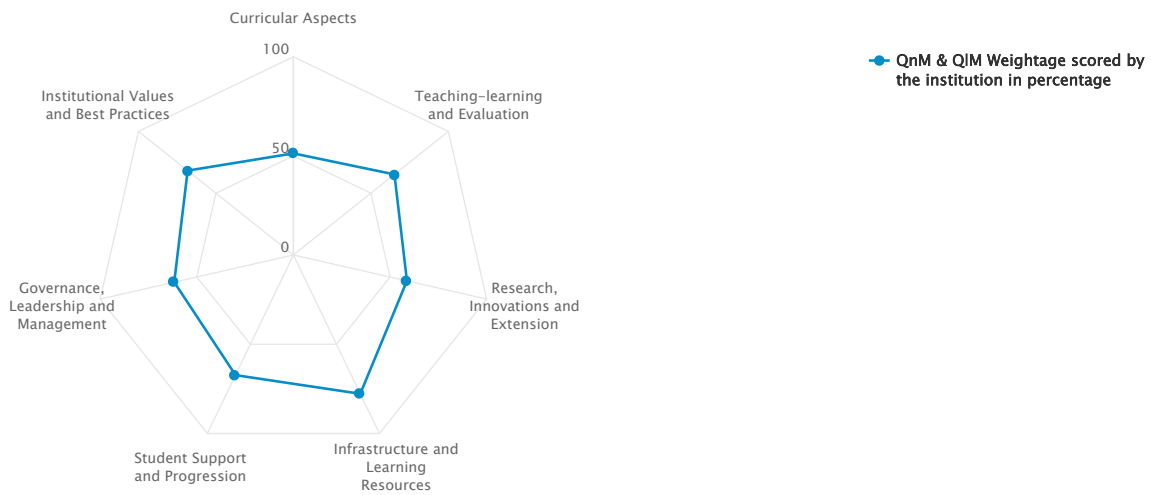 Curricular Aspects
100
Teaching-learning
and Evaluation
Institutional Values
and Best Practices
50
0
Research,
Innovations and
Extension
Governance,
Leadership and
Management
Infrastructure and
Learning
Resources
Student Support
and Progression
QnM & QlM Weightage scored by
the institution in percentage